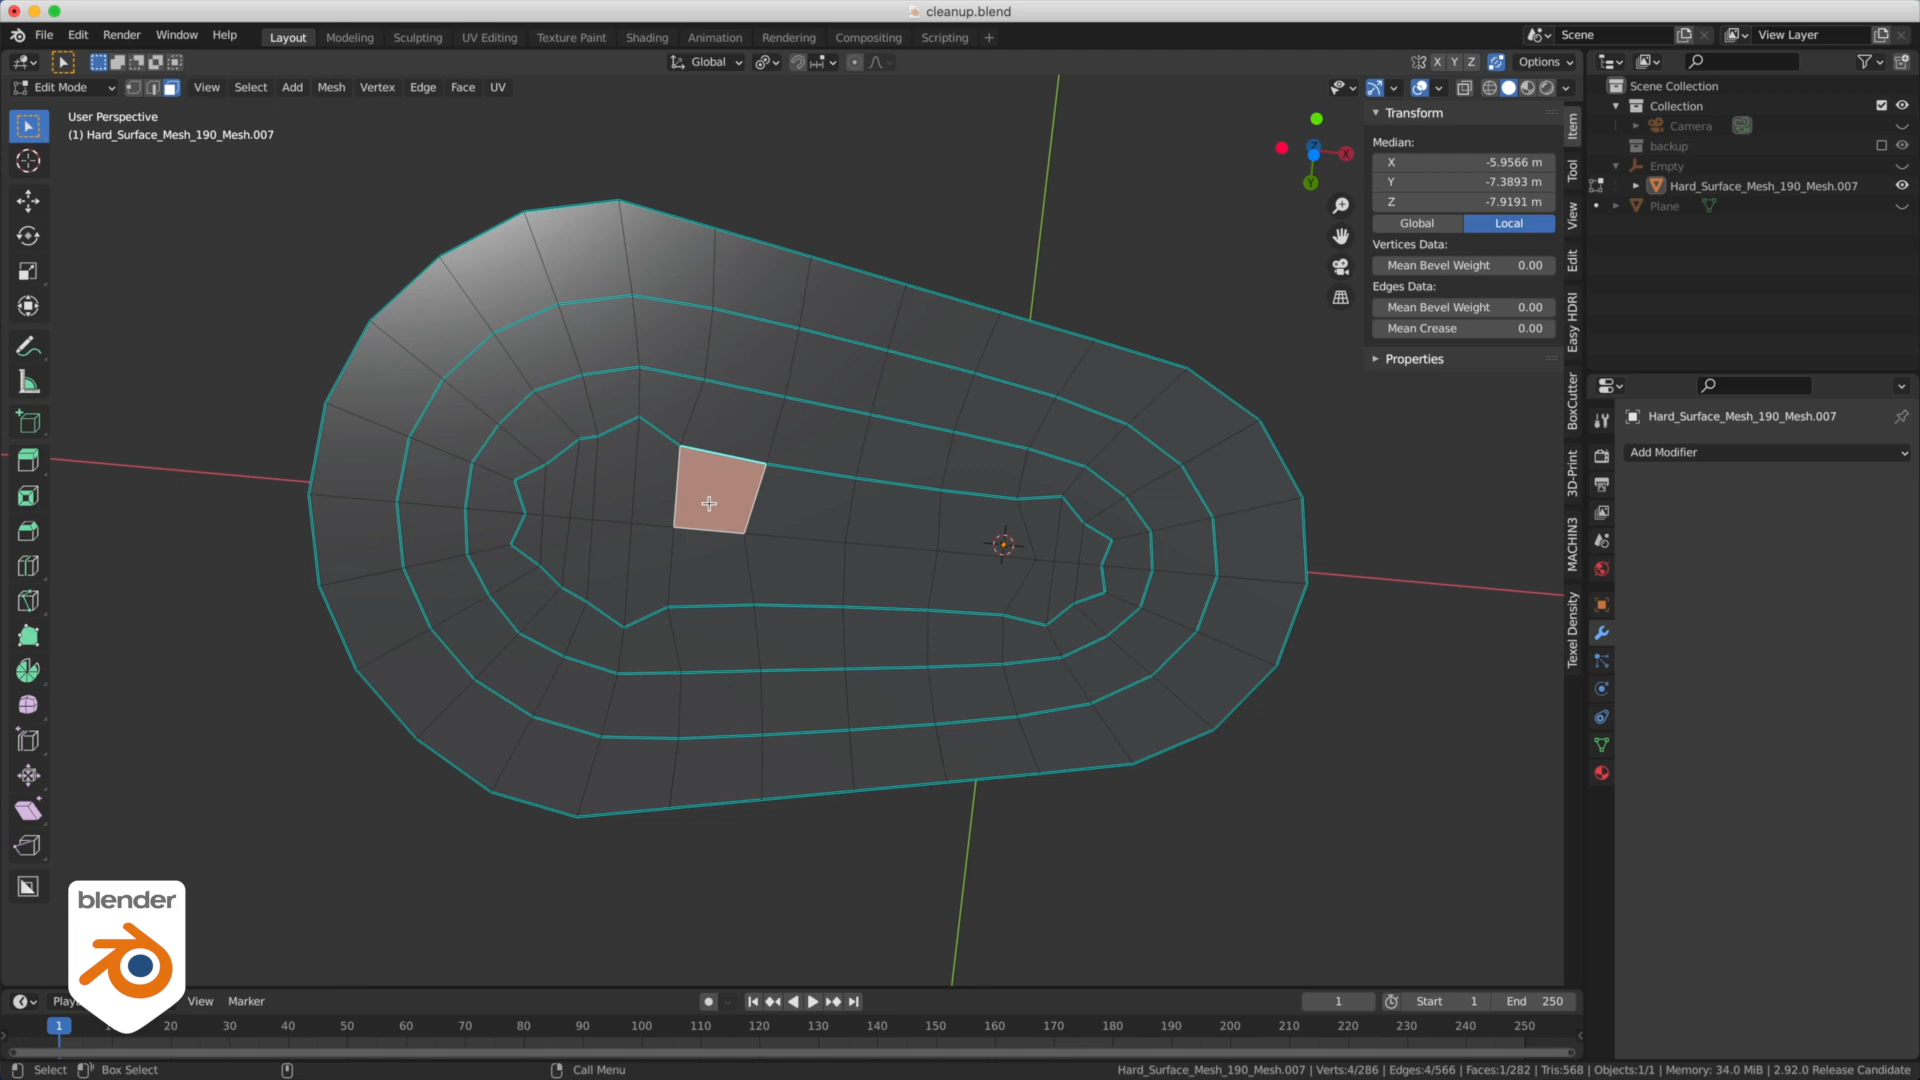 cleanup.blend
File Edit Render Window Help
Layout Modeling Sculpting UV Editing Texture Paint Shading Animation Rendering Compositing Scripting +
Scene
View Layer
Global
X Y Z
Options
Edit Mode
View Select Add Mesh Vertex Edge Face UV
User Perspective
(1) Hard_Surface_Mesh_190_Mesh.007
Z
X
Y
Transform
Median:
X -5.9566 m
Y -7.3893 m
Z -7.9191 m
Global Local
Vertices Data:
Mean Bevel Weight 0.00
Edges Data:
Mean Bevel Weight 0.00
Mean Crease 0.00
Properties
Item
Tool
View
Edit
Easy HDRI
BoxCutter
3D-Print
MACHIN3
Texel Density
Scene Collection
Collection
Camera
backup
Empty
Hard_Surface_Mesh_190_Mesh.007
Plane
Hard_Surface_Mesh_190_Mesh.007
Add Modifier
blender
View Marker
1
Start 1
End 250
1 20 30 40 50 60 70 80 90 100 110 120 130 140 150 160 170 180 190 200 210 220 230 240 250
Select
Box Select
Call Menu
Hard_Surface_Mesh_190_Mesh.007 | Verts:4/286 | Edges:4/566 | Faces:1/282 | Tris:568 | Objects:1/1 | Memory: 34.0 MiB | 2.92.0 Release Candidate